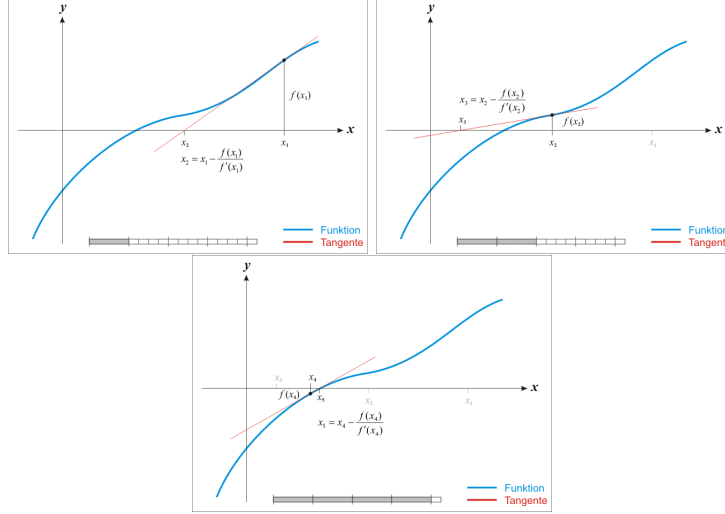 y
f(x₁)
x
x₂
x₁
x₂ = x₁ − f(x₁)/f′(x₁)
Funktion
Tangente
y
x₃ = x₂ − f(x₂)/f′(x₂)
x₃
f(x₂)
x
x₂
x₁
Funktion
Tangente
y
x₃
x₄
x
f(x₄)
x₅
x₂
x₁
x₅ = x₄ − f(x₄)/f′(x₄)
Funktion
Tangente